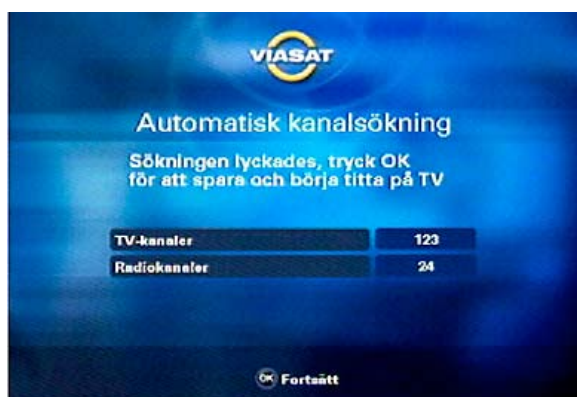 VIASAT
Automatisk kanalsökning
Sökningen lyckades, tryck OK
för att spara och börja titta på TV
TV-kanaler 123
Radiokanaler 24
OK Fortsätt